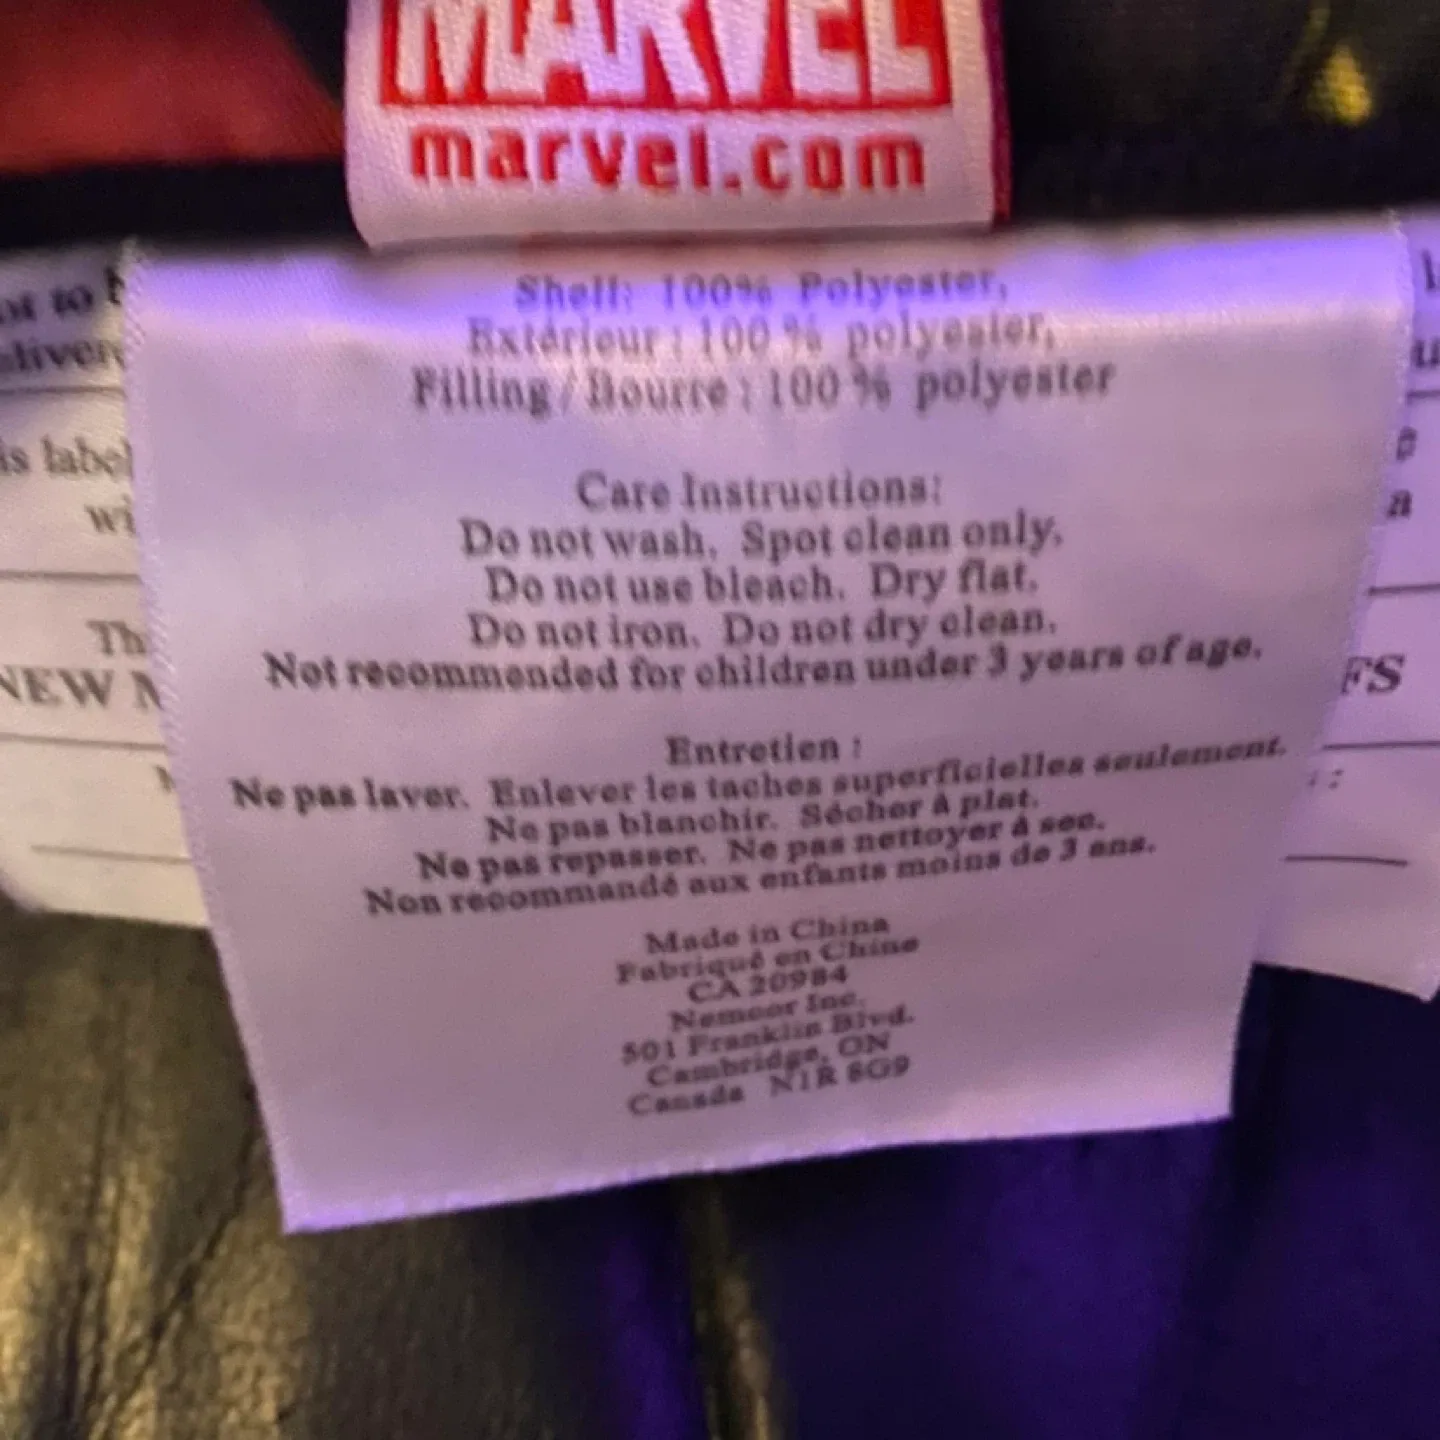 MARVEL
marvel.com
Shell: 100% Polyester,
Extérieur : 100 % polyester,
Filling / Bourre : 100 % polyester
Care Instructions:
Do not wash. Spot clean only.
Do not use bleach. Dry flat.
Do not iron. Do not dry clean.
Not recommended for children under 3 years of age.
Entretien :
Ne pas laver. Enlever les taches superficielles seulement.
Ne pas blanchir. Sécher à plat.
Ne pas repasser. Ne pas nettoyer à sec.
Non recommandé aux enfants moins de 3 ans.
Made in China
Fabriqué en Chine
CA 20984
Nemcor Inc.
501 Franklin Blvd.
Cambridge, ON
Canada N1R 8G9
to
label
NEW